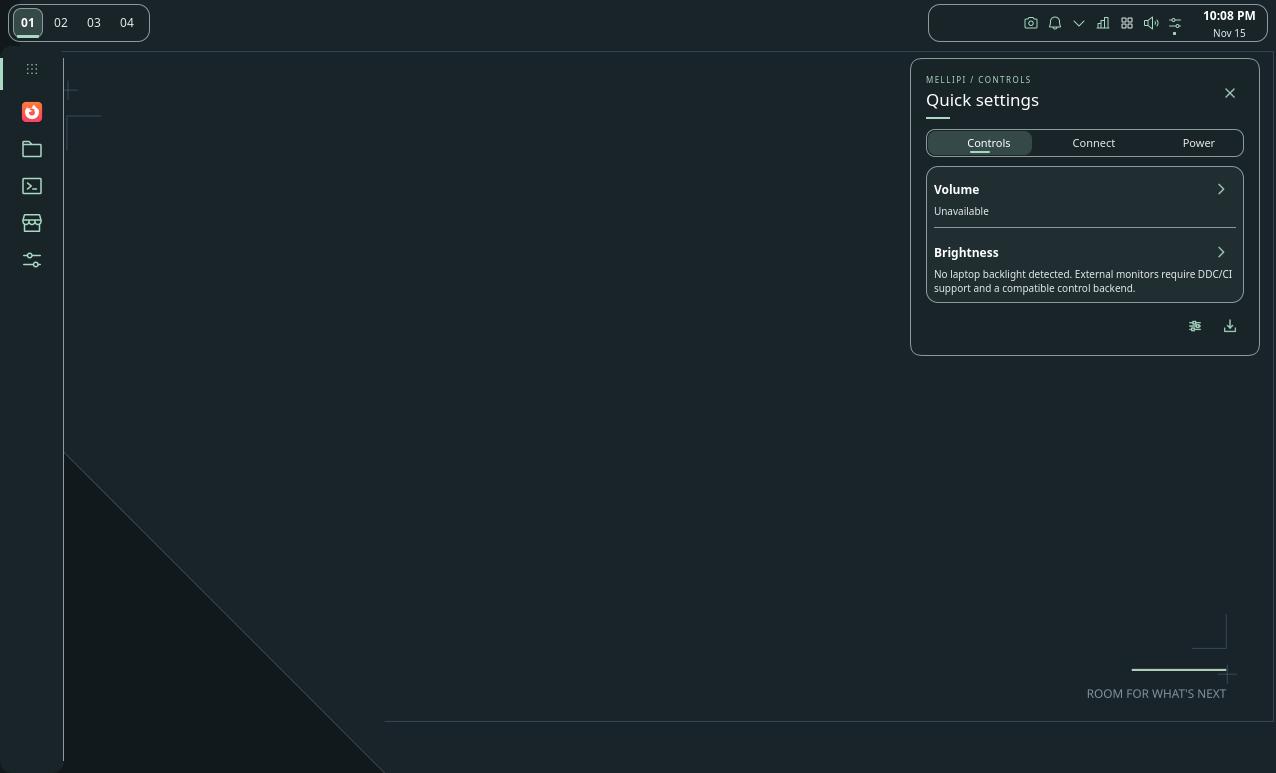 01 02 03 04
10:08 PM
Nov 15
MELLIPI / CONTROLS
Quick settings
Controls Connect Power
Volume
Unavailable
Brightness
No laptop backlight detected. External monitors require DDC/CI
support and a compatible control backend.
ROOM FOR WHAT'S NEXT